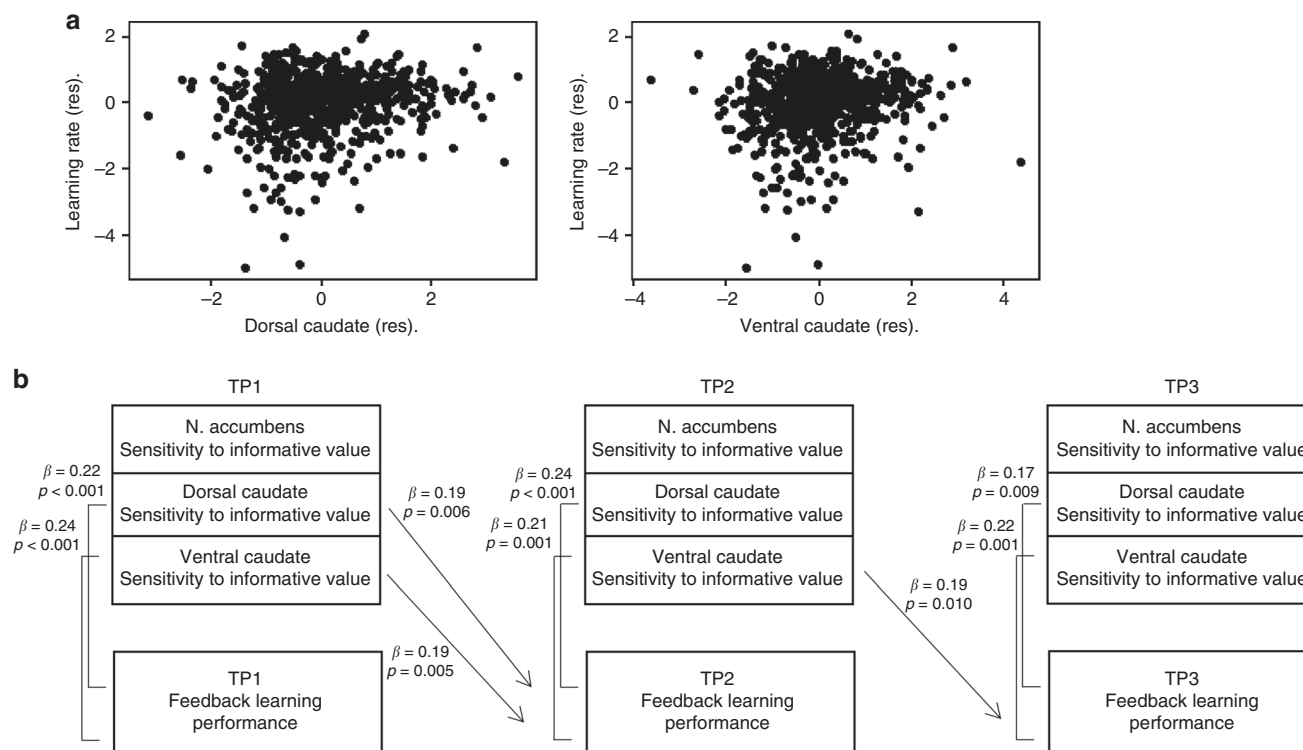 a
2
0
−2
−4
Learning rate (res).
−2
0
2
Dorsal caudate (res).
2
0
−2
−4
Learning rate (res).
−4
−2
0
2
4
Ventral caudate (res).
b
TP1
N. accumbens
Sensitivity to informative value
Dorsal caudate
Sensitivity to informative value
Ventral caudate
Sensitivity to informative value
β = 0.22
p < 0.001
β = 0.24
p < 0.001
TP1
Feedback learning
performance
β = 0.19
p = 0.006
β = 0.19
p = 0.005
TP2
N. accumbens
Sensitivity to informative value
Dorsal caudate
Sensitivity to informative value
Ventral caudate
Sensitivity to informative value
β = 0.24
p < 0.001
β = 0.21
p = 0.001
TP2
Feedback learning
performance
β = 0.19
p = 0.010
TP3
N. accumbens
Sensitivity to informative value
Dorsal caudate
Sensitivity to informative value
Ventral caudate
Sensitivity to informative value
β = 0.17
p = 0.009
β = 0.22
p = 0.001
TP3
Feedback learning
performance